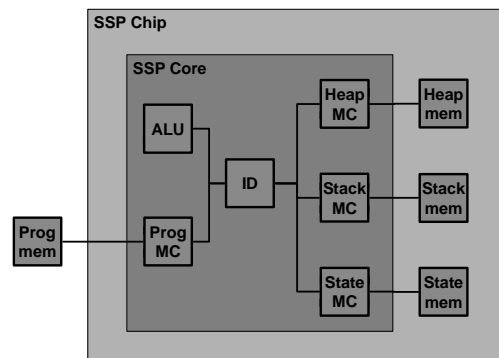 SSP Chip
SSP Core
Heap
MC
Heap
mem
ALU
ID
Stack
MC
Stack
mem
Prog
mem
Prog
MC
State
MC
State
mem